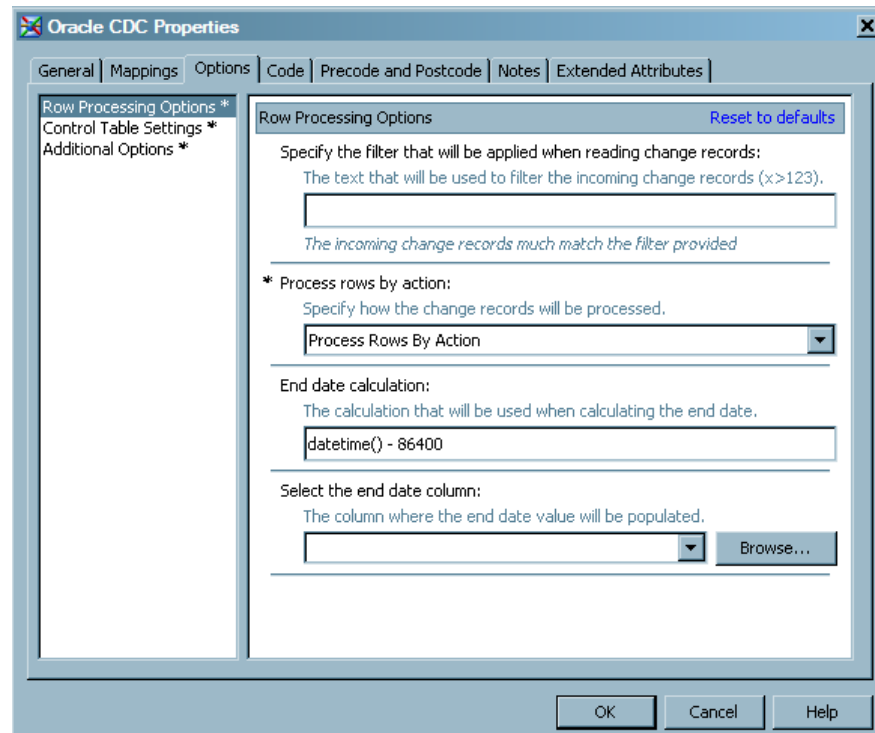 Oracle CDC Properties
General Mappings Options Code Precode and Postcode Notes Extended Attributes
Row Processing Options *
Control Table Settings *
Additional Options *
Row Processing Options Reset to defaults
Specify the filter that will be applied when reading change records:
The text that will be used to filter the incoming change records (x>123).
The incoming change records much match the filter provided
* Process rows by action:
Specify how the change records will be processed.
Process Rows By Action
End date calculation:
The calculation that will be used when calculating the end date.
datetime() - 86400
Select the end date column:
The column where the end date value will be populated.
Browse...
OK Cancel Help